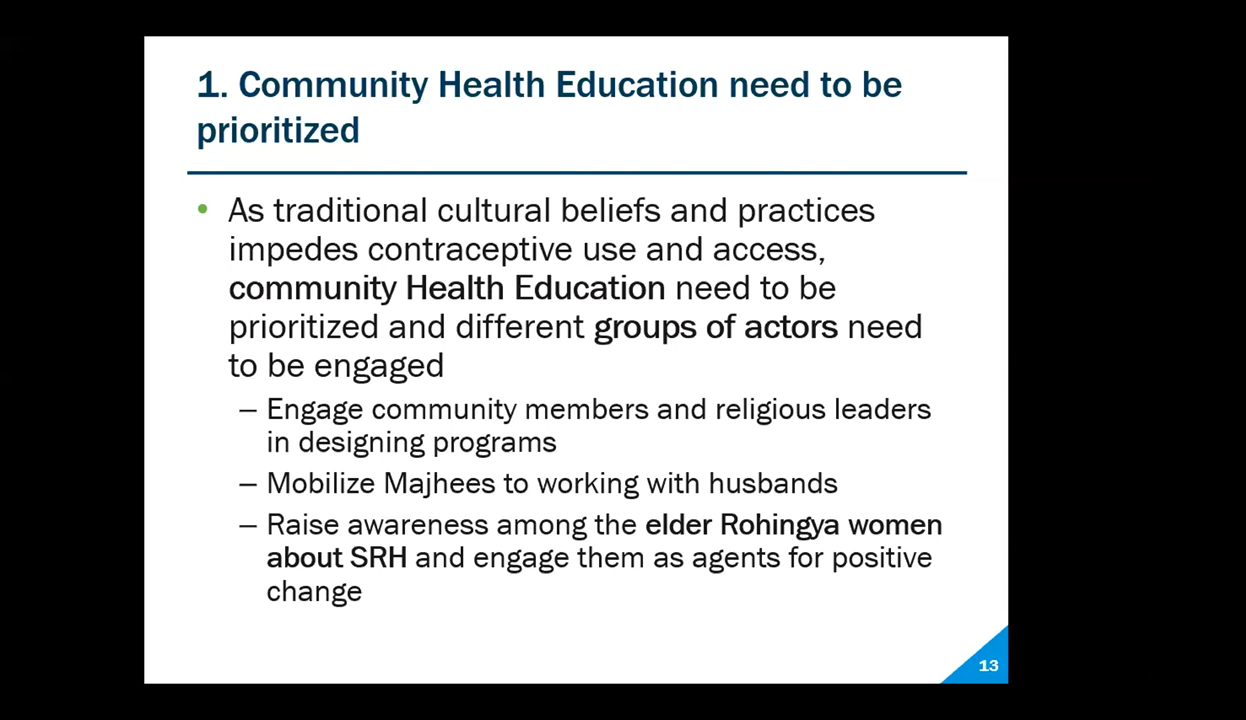 1. Community Health Education need to be
prioritized
• As traditional cultural beliefs and practices
impedes contraceptive use and access,
community Health Education need to be
prioritized and different groups of actors need
to be engaged
– Engage community members and religious leaders
in designing programs
– Mobilize Majhees to working with husbands
– Raise awareness among the elder Rohingya women
about SRH and engage them as agents for positive
change
13